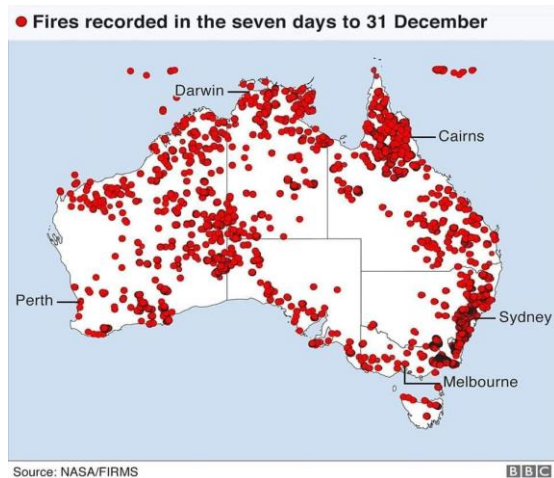 Fires recorded in the seven days to 31 December
Darwin
Cairns
Perth
Sydney
Melbourne
Source: NASA/FIRMS
BBC